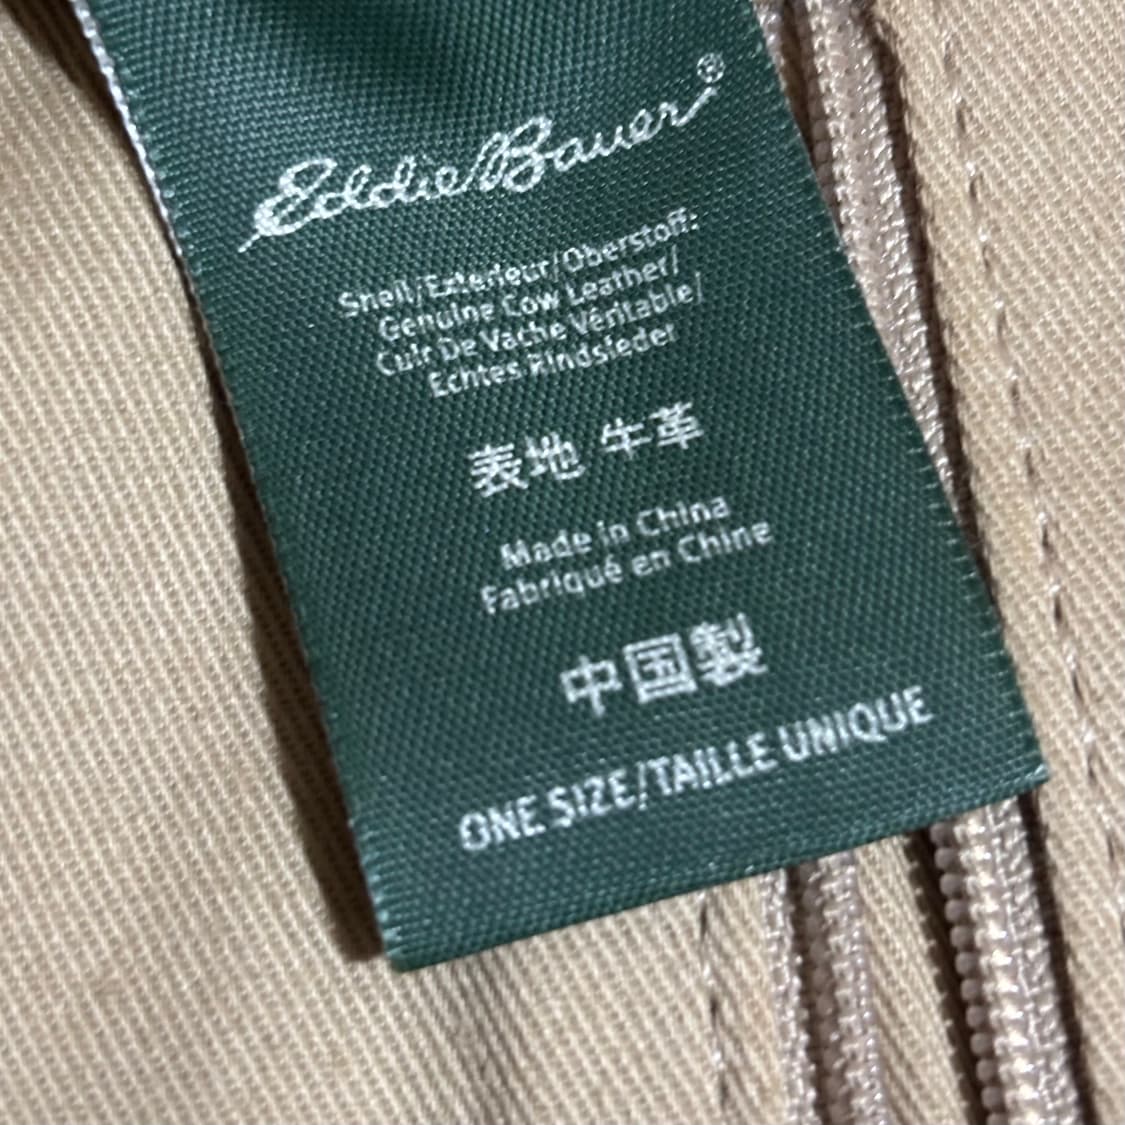 Eddie Bauer®
Shell/Exterieur/Oberstoff:
Genuine Cow Leather/
Cuir De Vache Véritable/
Echtes Rindsleder
表地 牛革
Made in China
Fabriqué en Chine
中国製
ONE SIZE/TAILLE UNIQUE